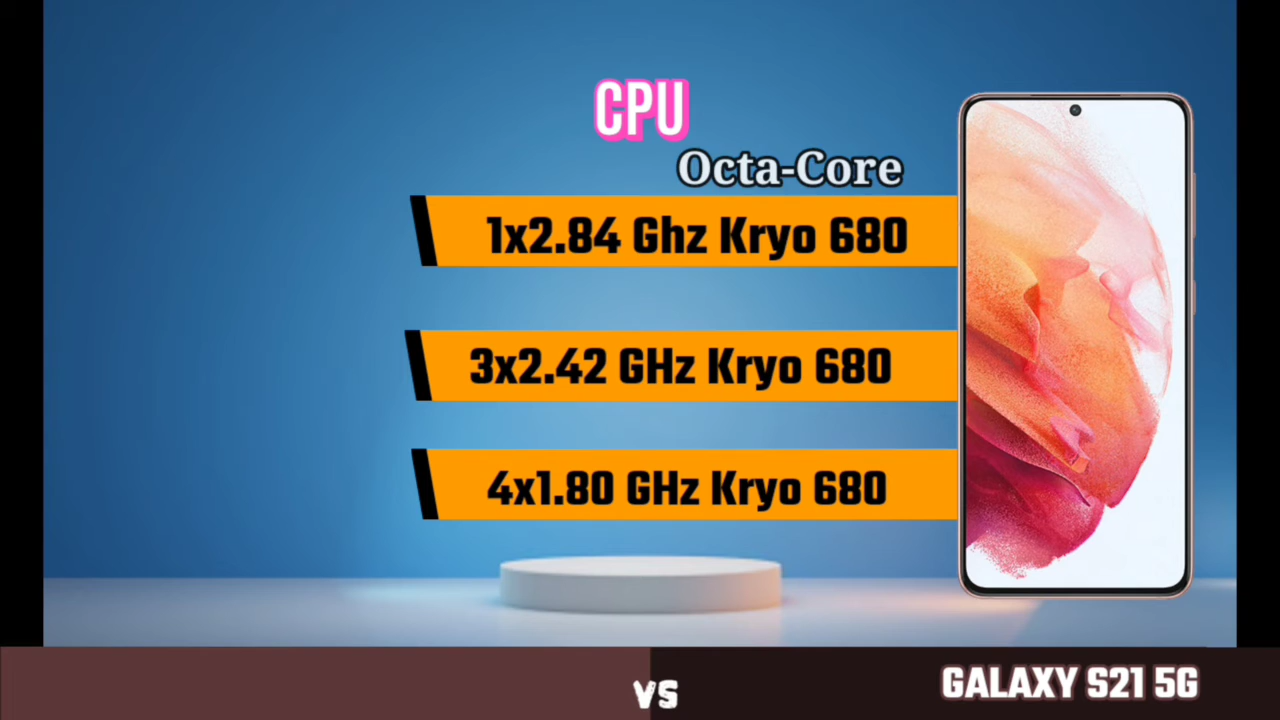 CPU
Octa-Core
1x2.84 Ghz Kryo 680
3x2.42 GHz Kryo 680
4x1.80 GHz Kryo 680
VS
GALAXY S21 5G